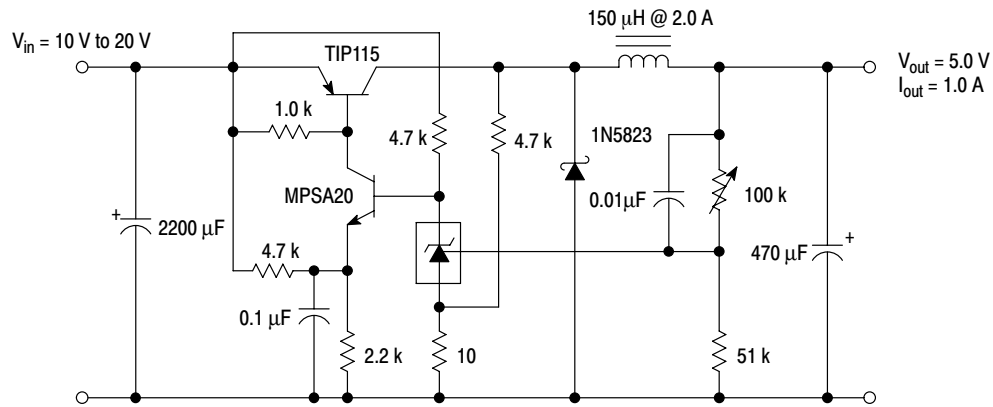 150 μH @ 2.0 A
Vin = 10 V to 20 V
TIP115
Vout = 5.0 V
Iout = 1.0 A
1.0 k
4.7 k
4.7 k
1N5823
MPSA20
0.01μF
100 k
+
2200 μF
4.7 k
470 μF
+
0.1 μF
2.2 k
10
51 k